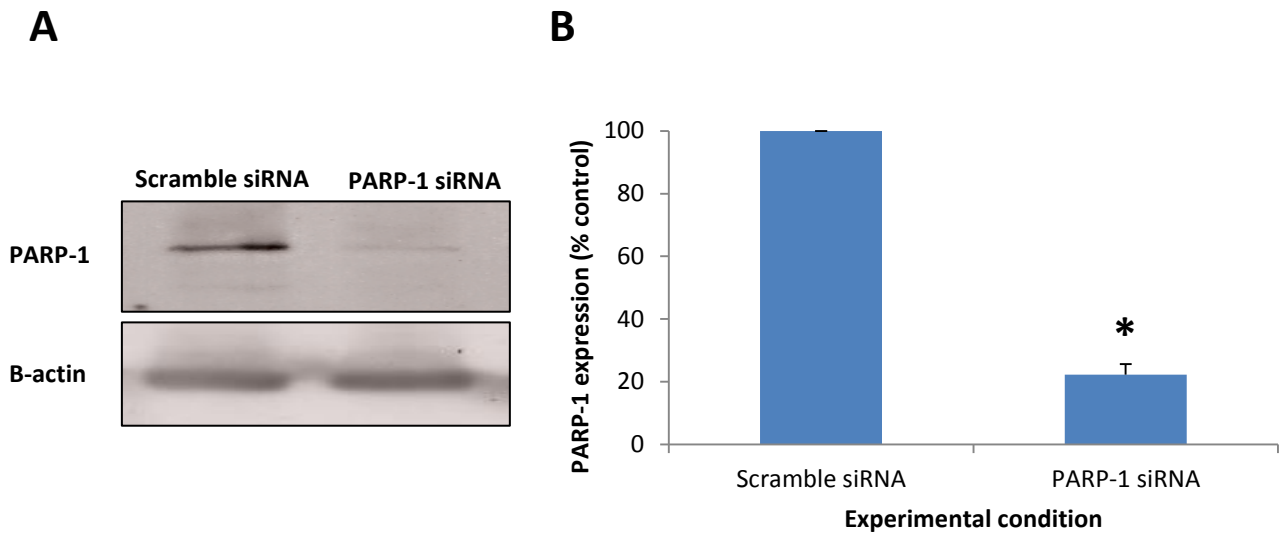 A
Scramble siRNA
PARP-1 siRNA
PARP-1
B-actin
B
PARP-1 expression (% control)
100
80
60
40
20
0
*
Scramble siRNA
PARP-1 siRNA
Experimental condition